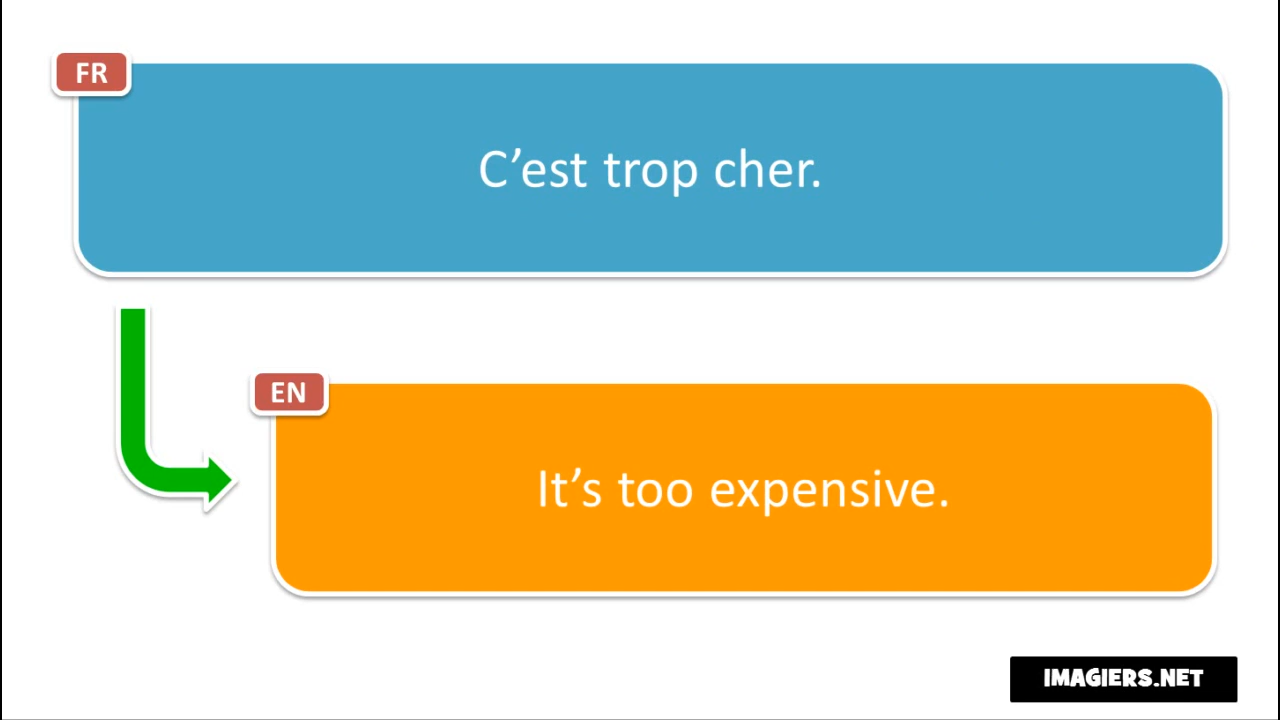 FR
C’est trop cher.
EN
It’s too expensive.
IMAGIERS.NET